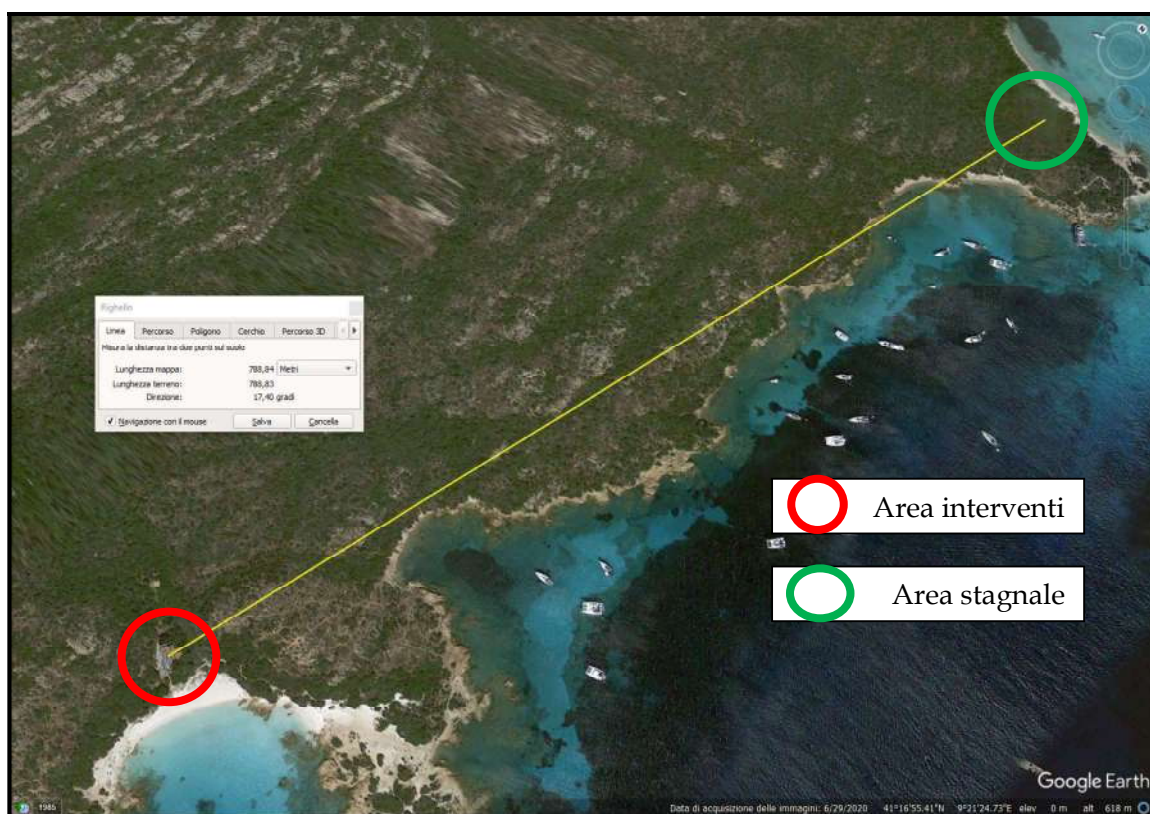 Righello
Linea Percorso Poligono Cerchio Percorso 3D
Misura la distanza tra due punti sul suolo
Lunghezza mappa: 788,84 Metri
Lunghezza terreno: 788,83
Direzione: 17,40 gradi
Navigazione con il mouse Salva Cancella
Area interventi
Area stagnale
Google Earth
1985 Data di acquisizione delle immagini: 6/29/2020 41°16'55.41"N 9°21'24.73"E elev 0 m alt 618 m